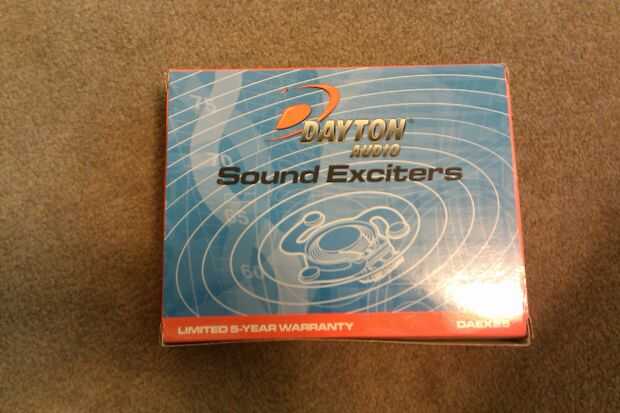 75
DAYTON
AUDIO
Sound Exciters
70
65
60
LIMITED 5-YEAR WARRANTY